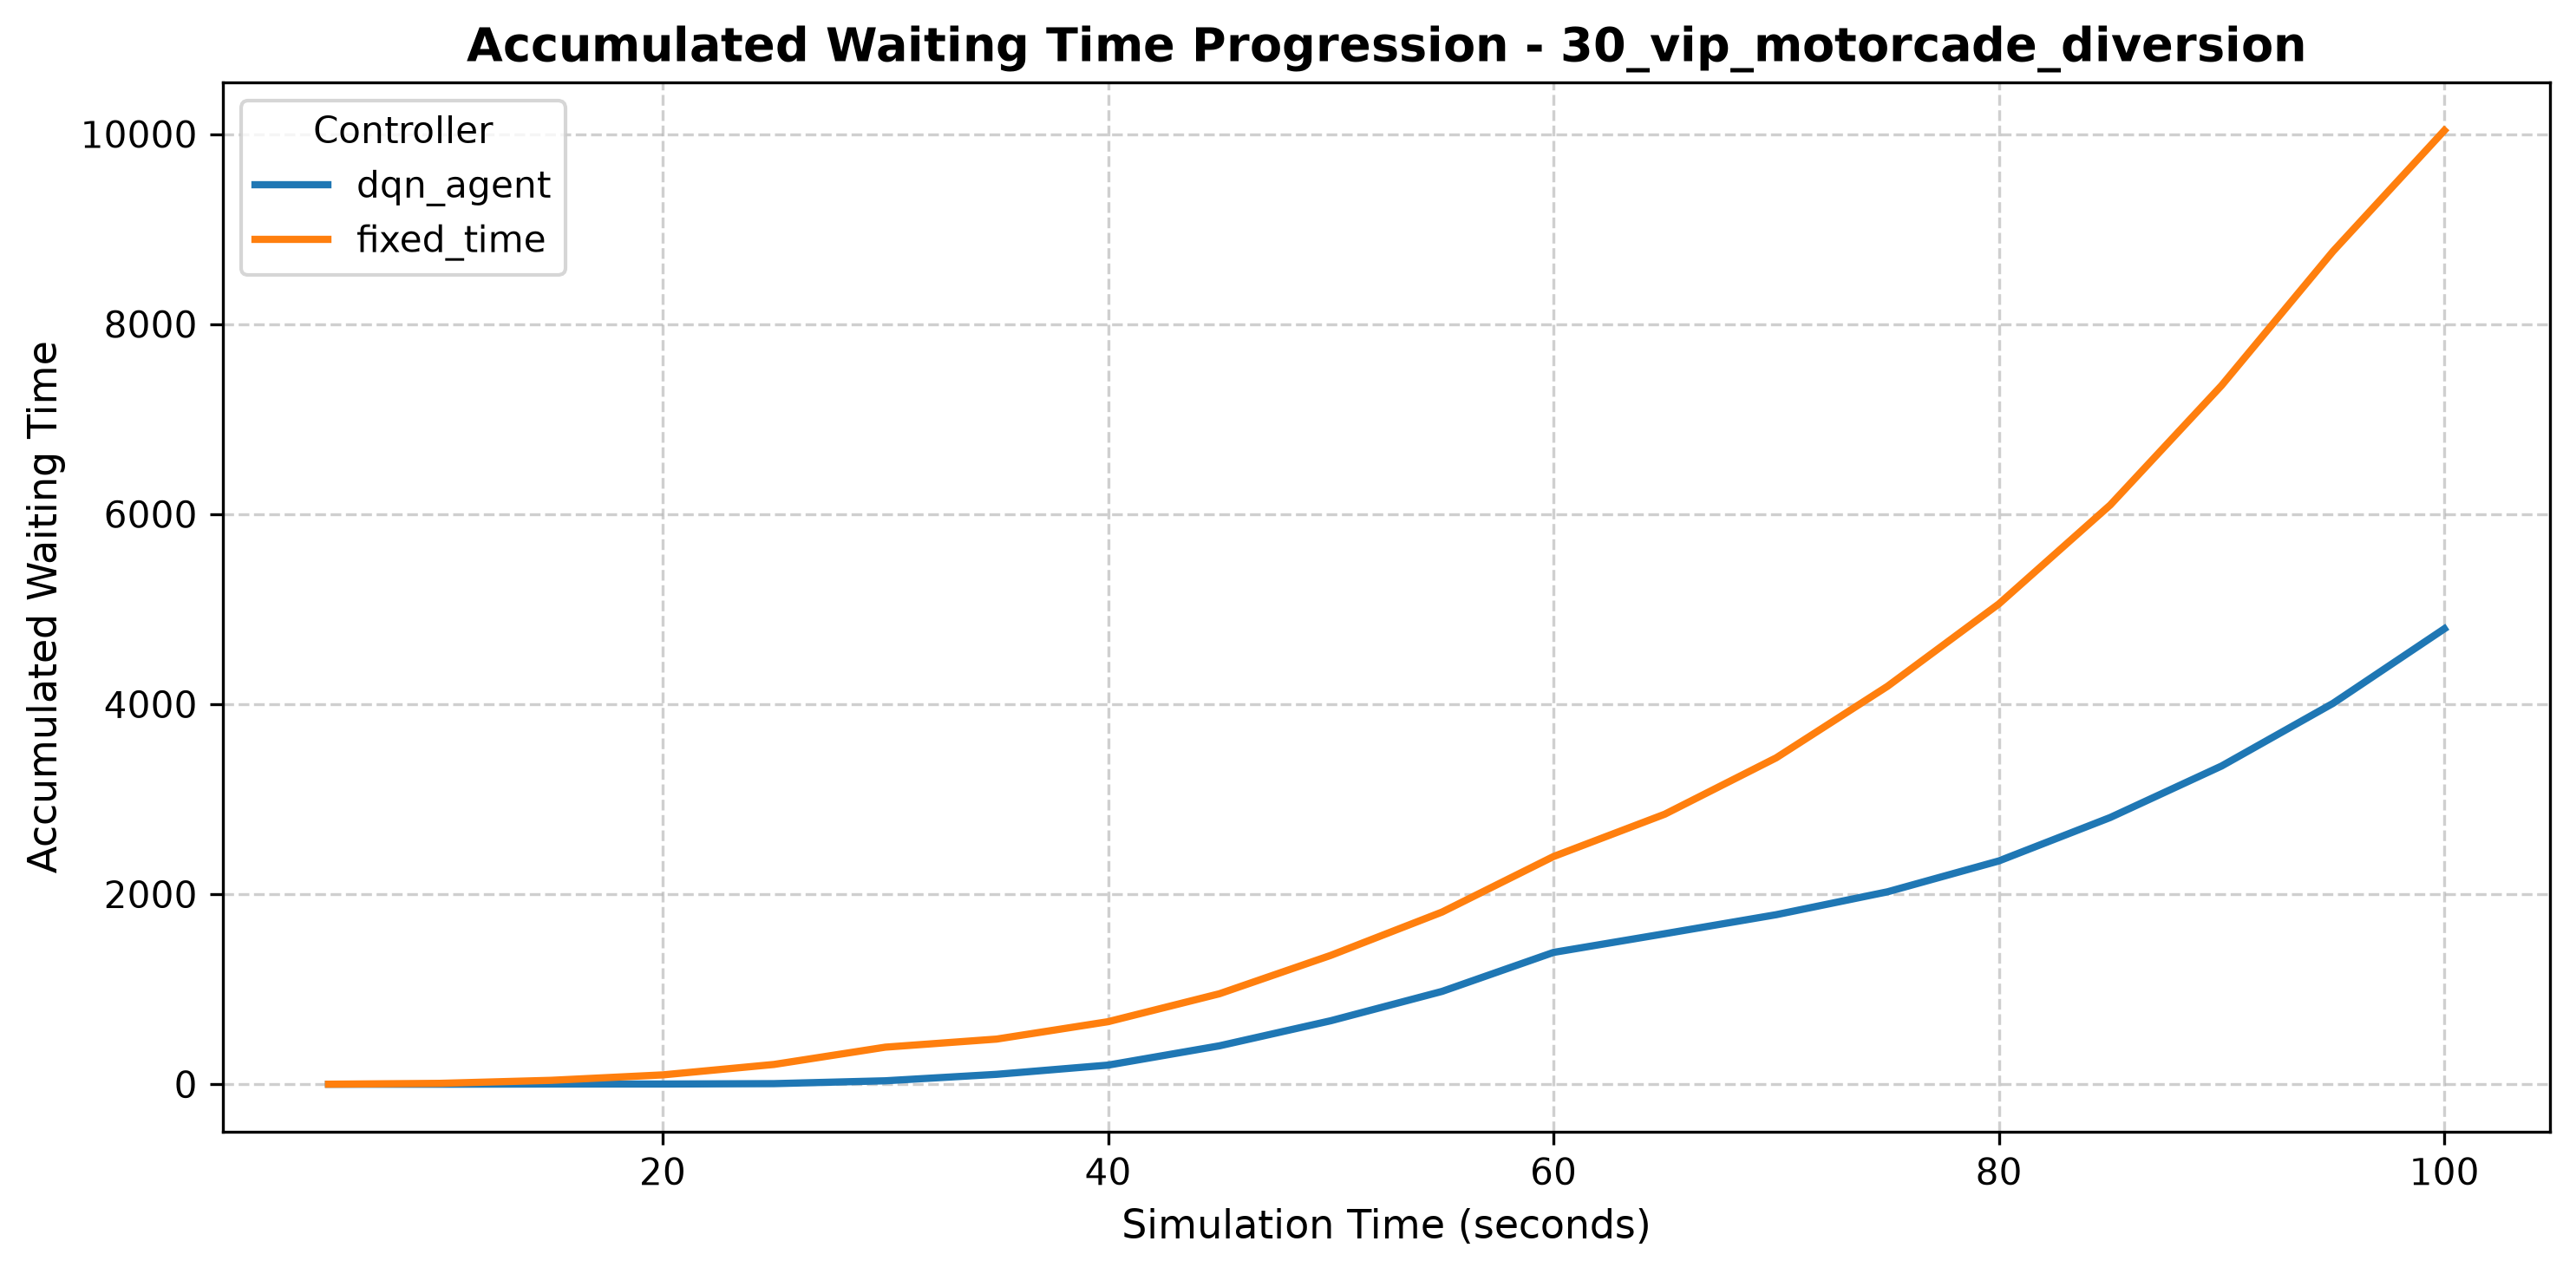 Accumulated Waiting Time Progression - 30_vip_motorcade_diversion
Controller
dqn_agent
fixed_time
Accumulated Waiting Time
10000
8000
6000
4000
2000
0
20
40
60
80
100
Simulation Time (seconds)